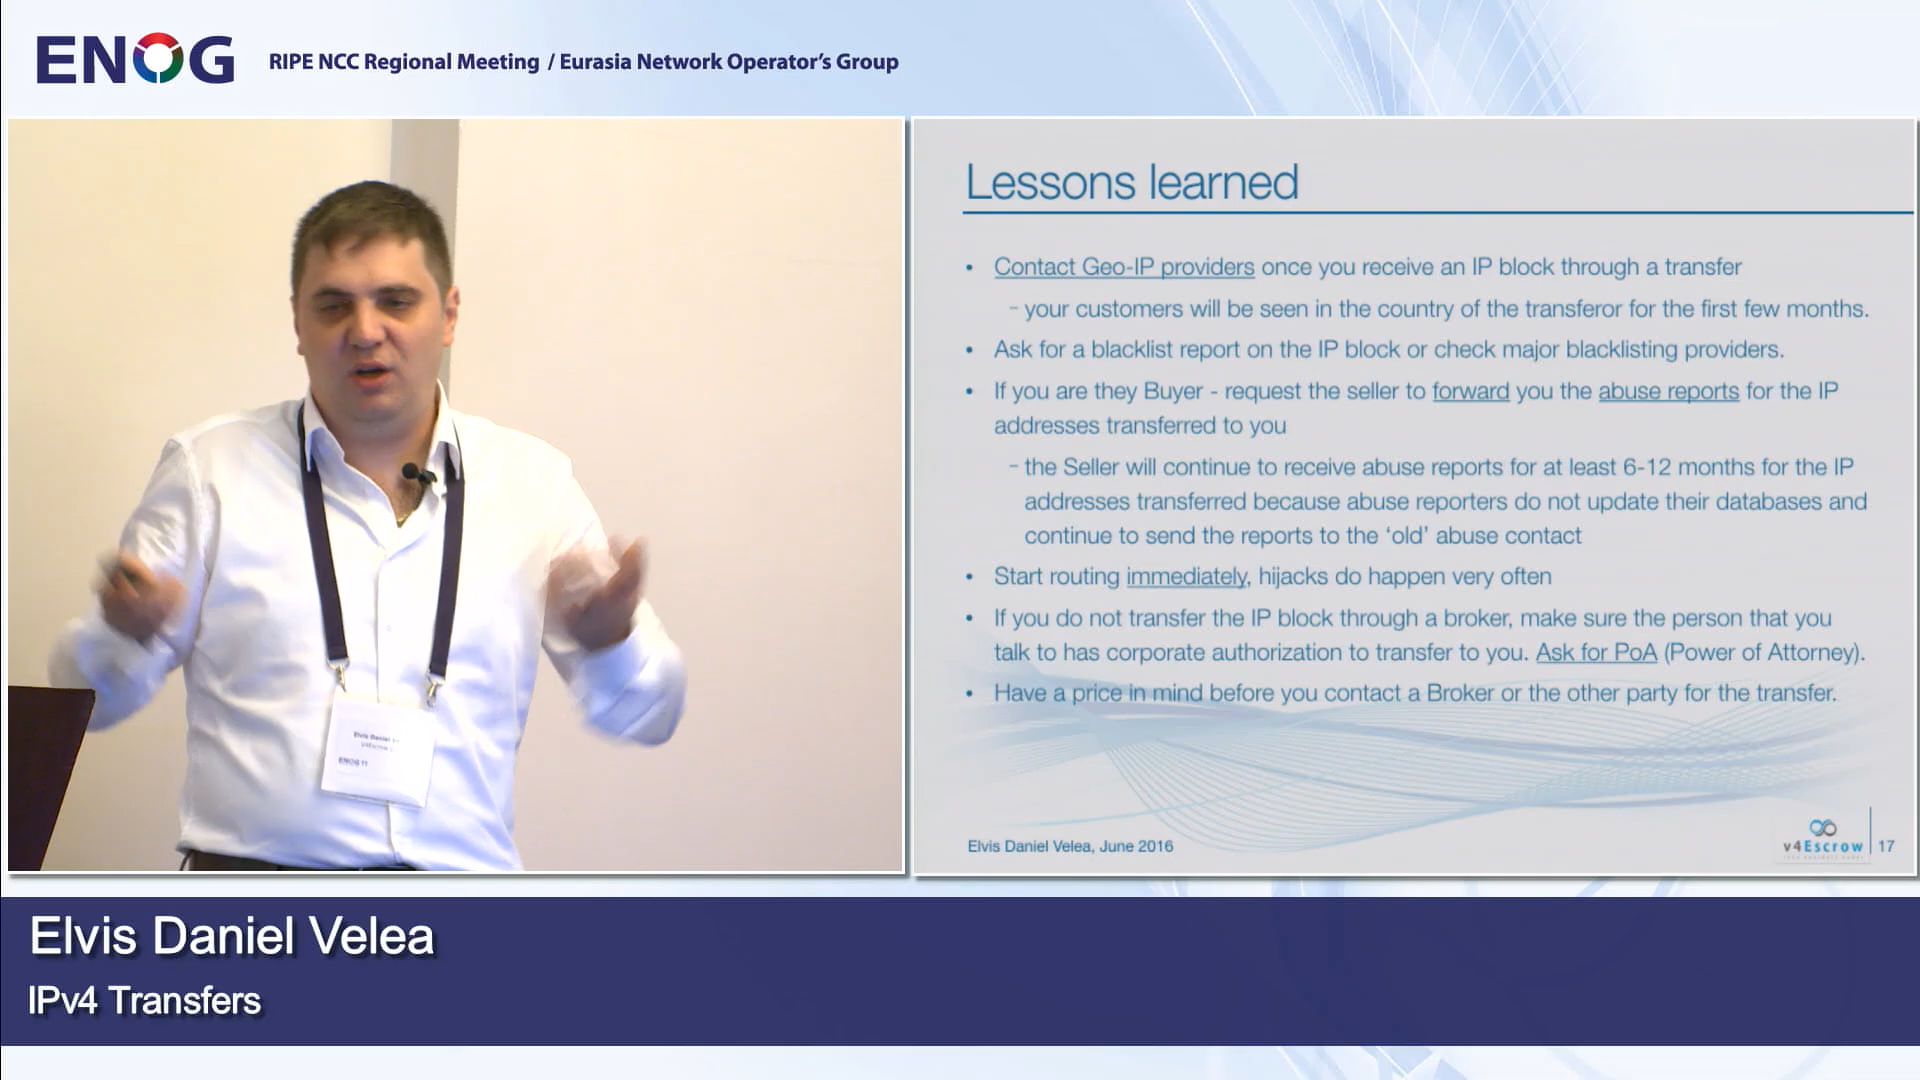 ENOG
RIPE NCC Regional Meeting / Eurasia Network Operator's Group
Lessons learned
• Contact Geo-IP providers once you receive an IP block through a transfer
- your customers will be seen in the country of the transferor for the first few months.
• Ask for a blacklist report on the IP block or check major blacklisting providers.
• If you are they Buyer - request the seller to forward you the abuse reports for the IP
addresses transferred to you
- the Seller will continue to receive abuse reports for at least 6-12 months for the IP
addresses transferred because abuse reporters do not update their databases and
continue to send the reports to the ‘old’ abuse contact
• Start routing immediately, hijacks do happen very often
• If you do not transfer the IP block through a broker, make sure the person that you
talk to has corporate authorization to transfer to you. Ask for PoA (Power of Attorney).
• Have a price in mind before you contact a Broker or the other party for the transfer.
Elvis Daniel Velea, June 2016
v4Escrow
17
Elvis Daniel
V4Escrow
ENOG 11
Elvis Daniel Velea
IPv4 Transfers